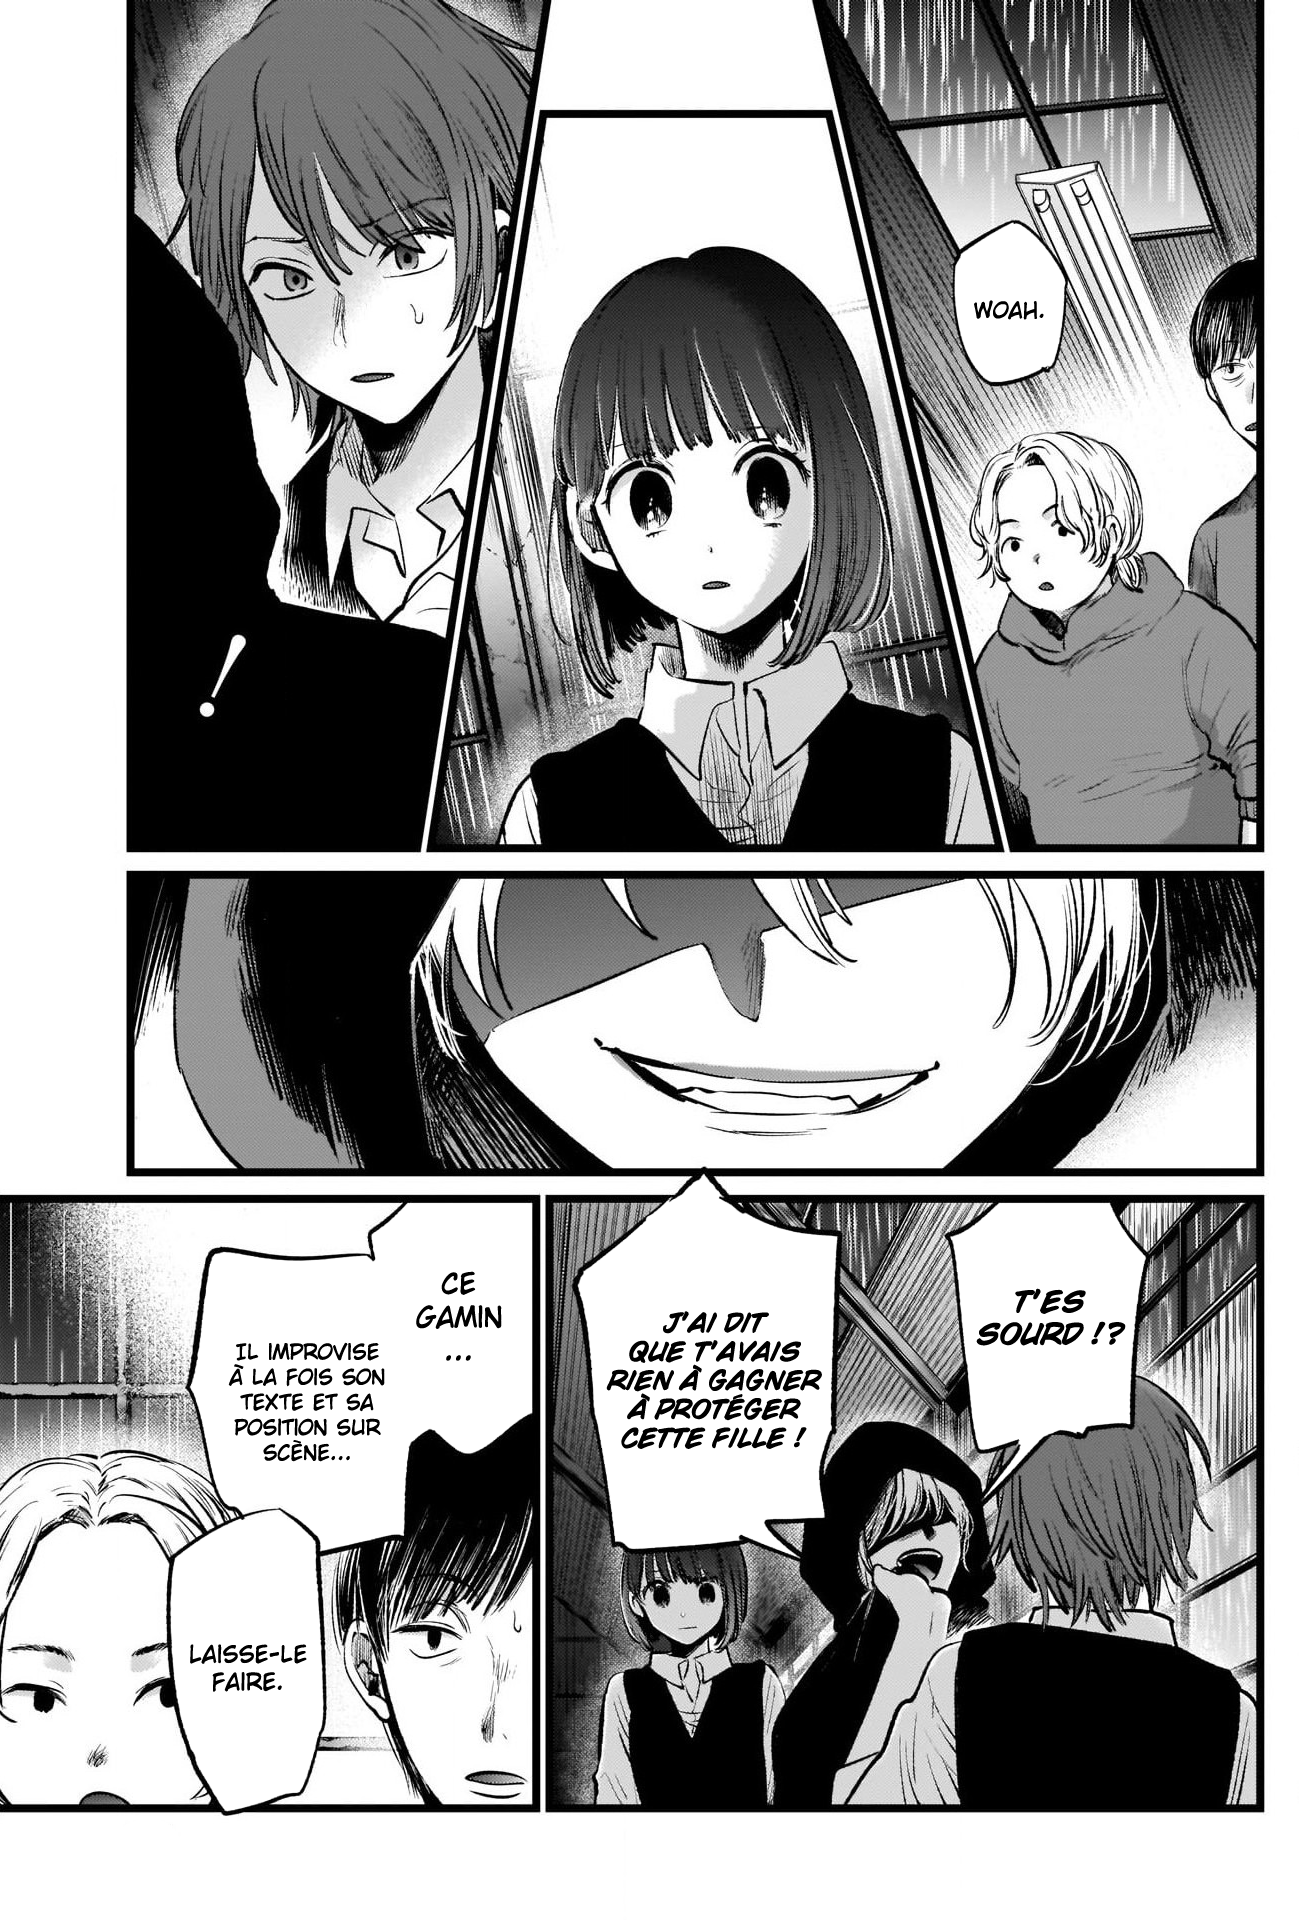 WOAH.
!
T'ES
SOURD !?
J'AI DIT
QUE T'AVAIS
RIEN À GAGNER
À PROTÉGER
CETTE FILLE !
CE
GAMIN
...
IL IMPROVISE
À LA FOIS SON
TEXTE ET SA
POSITION SUR
SCÈNE...
LAISSE-LE
FAIRE.